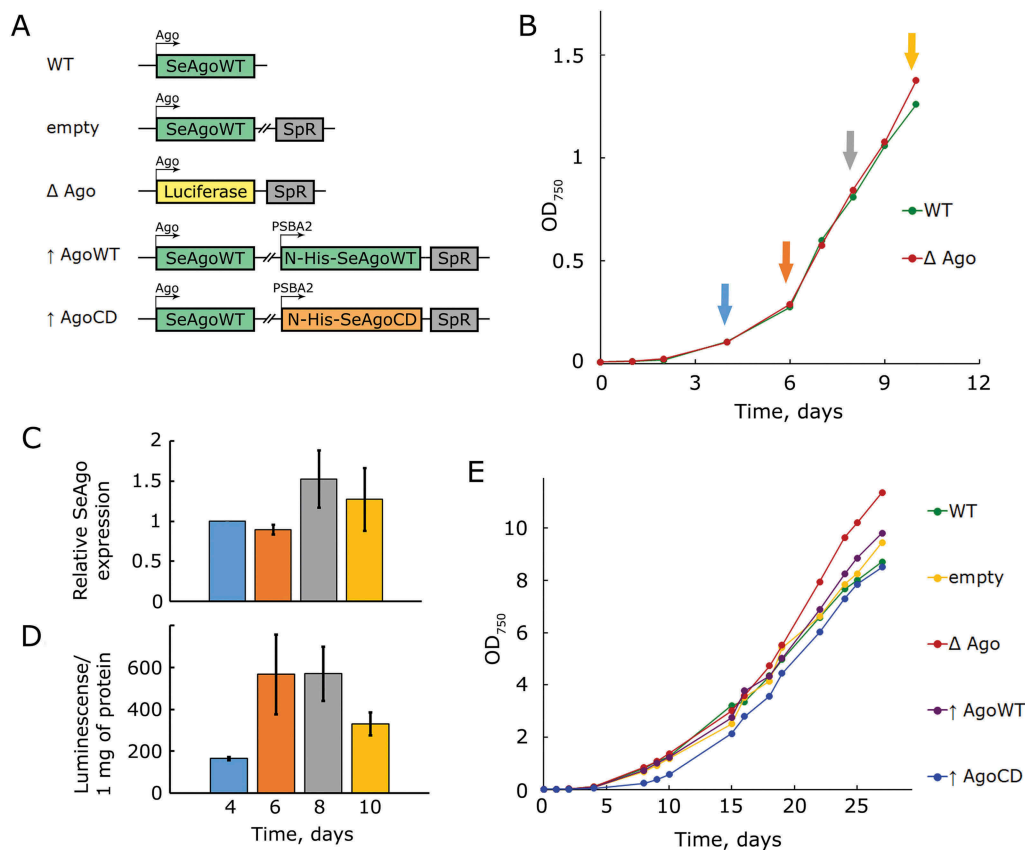 A
WT
Ago
SeAgoWT
empty
Ago
SeAgoWT
SpR
Δ Ago
Ago
Luciferase
SpR
↑ AgoWT
Ago
SeAgoWT
PSBA2
N-His-SeAgoWT
SpR
↑ AgoCD
Ago
SeAgoWT
PSBA2
N-His-SeAgoCD
SpR
B
OD750
1.5
1
0.5
0
0
3
6
9
12
Time, days
WT
Δ Ago
C
Relative SeAgo
expression
2
1.5
1
0.5
0
D
Luminescense/
1 mg of protein
600
400
200
0
4
6
8
10
Time, days
E
OD750
10
8
6
4
2
0
0
5
10
15
20
25
Time, days
WT
empty
Δ Ago
↑ AgoWT
↑ AgoCD